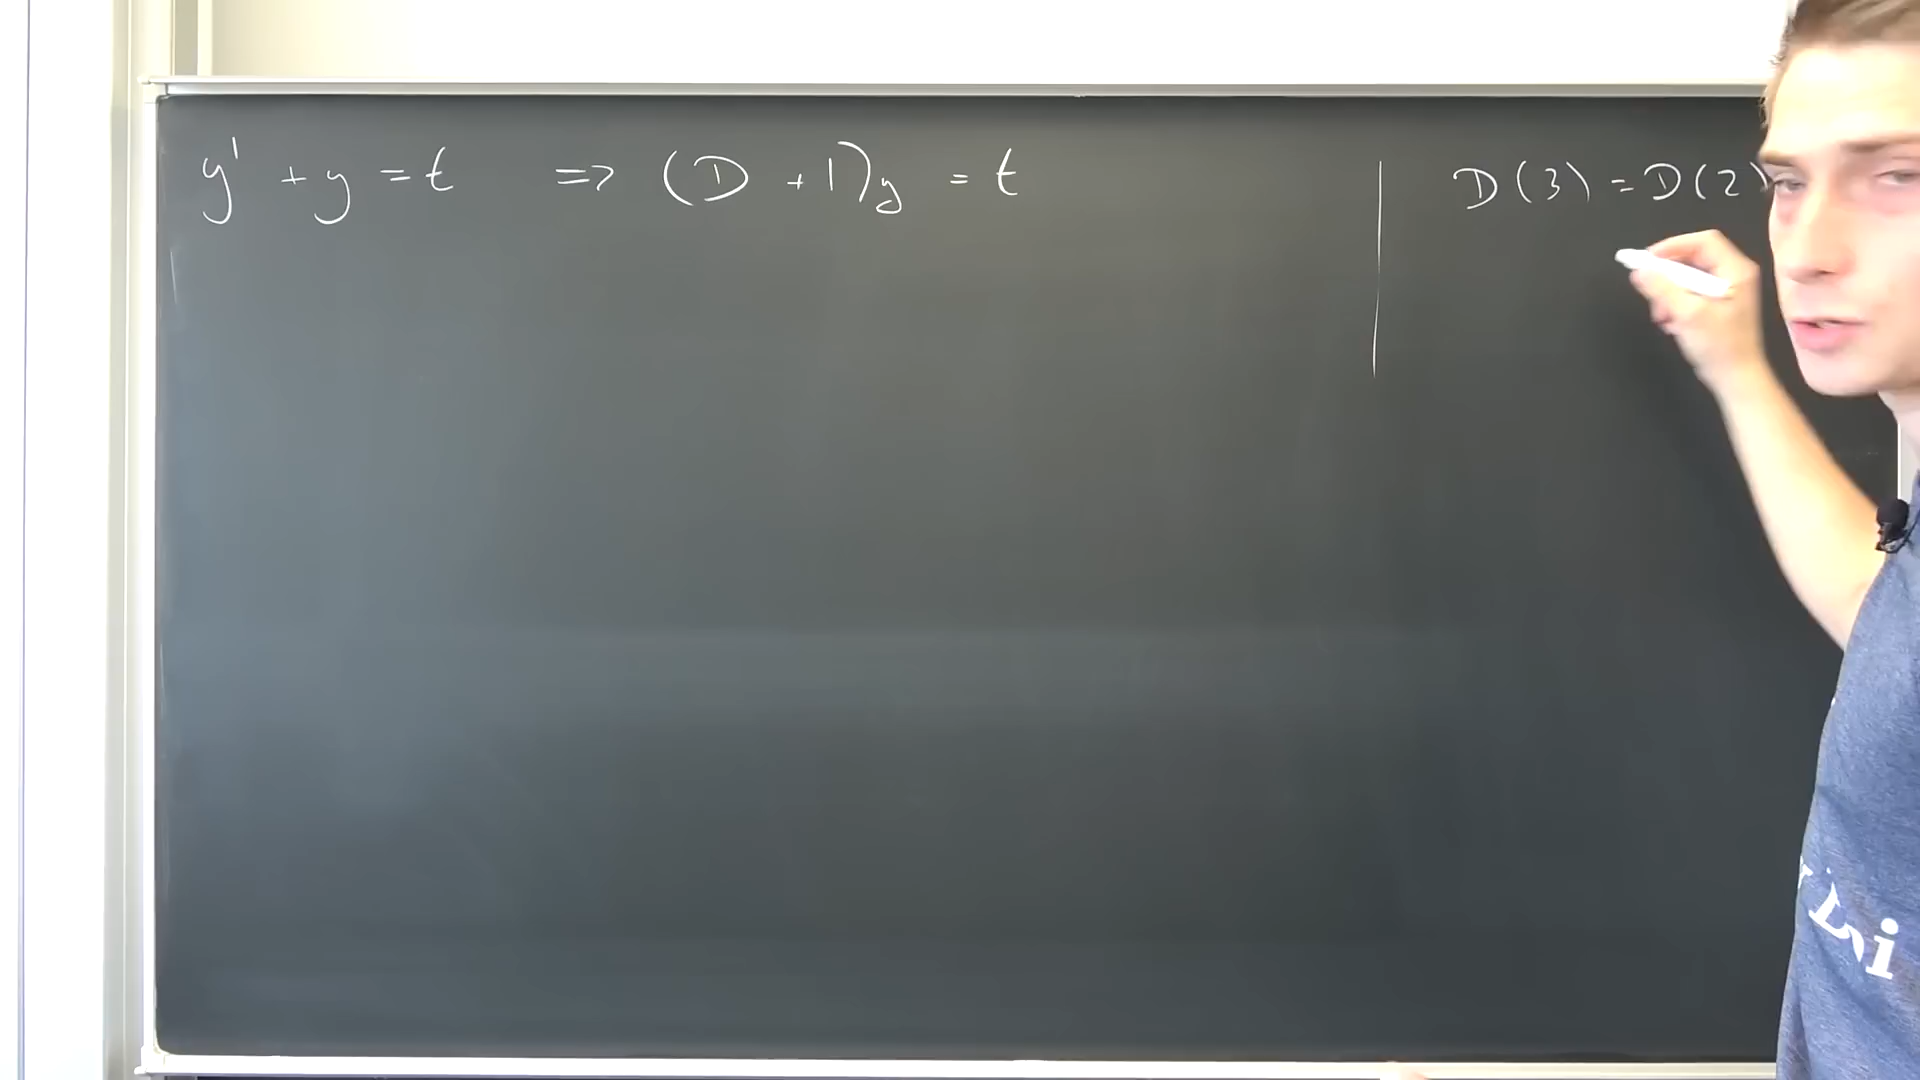 y' + y = t => (D + 1)y = t
D(3) = D(2)